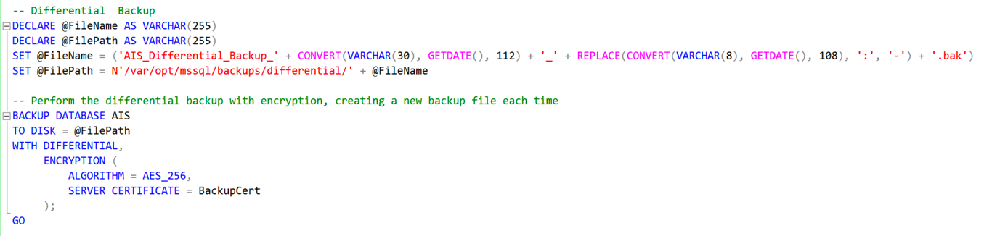 -- Differential  Backup
DECLARE @FileName AS VARCHAR(255)
DECLARE @FilePath AS VARCHAR(255)
SET @FileName = ('AIS_Differential_Backup_' + CONVERT(VARCHAR(30), GETDATE(), 112) + '_' + REPLACE(CONVERT(VARCHAR(8), GETDATE(), 108), ':', '-') + '.bak')
SET @FilePath = N'/var/opt/mssql/backups/differential/' + @FileName
-- Perform the differential backup with encryption, creating a new backup file each time
BACKUP DATABASE AIS
TO DISK = @FilePath
WITH DIFFERENTIAL,
     ENCRYPTION (
         ALGORITHM = AES_256,
         SERVER CERTIFICATE = BackupCert
     );
GO